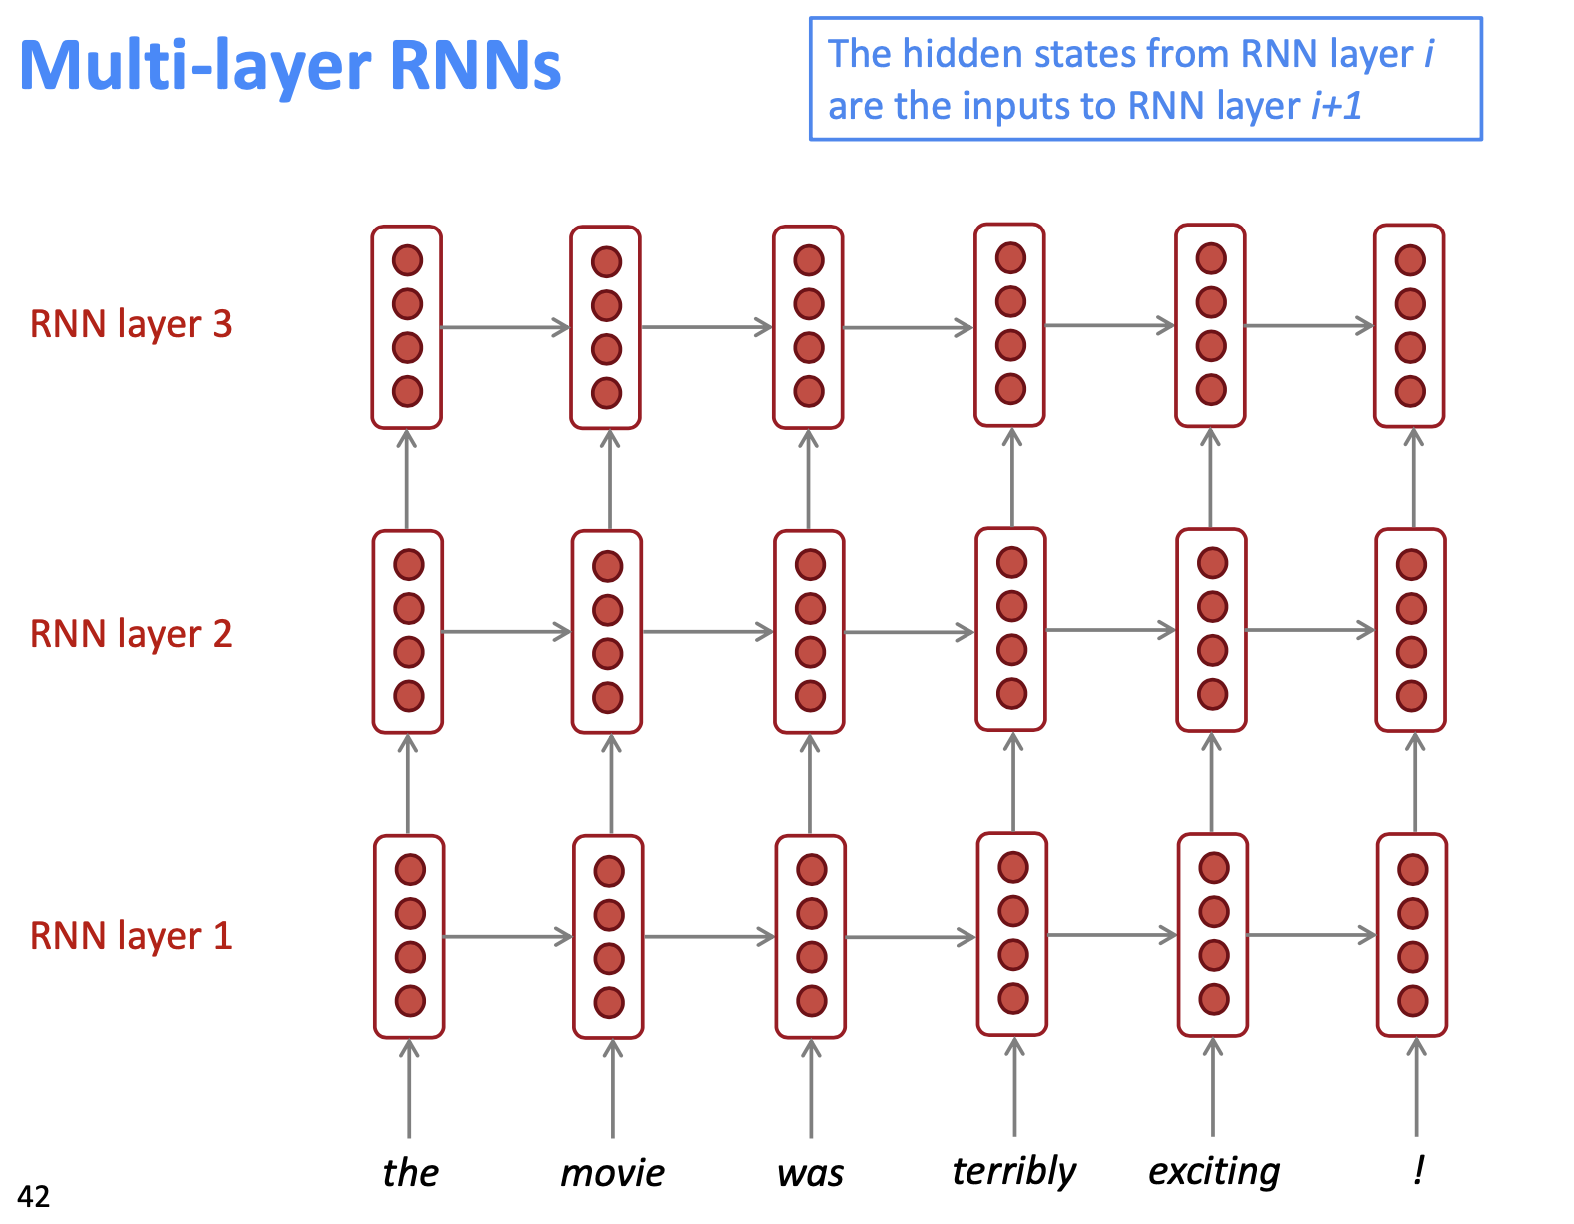 Multi-layer RNNs
The hidden states from RNN layer i
are the inputs to RNN layer i+1
RNN layer 3
RNN layer 2
RNN layer 1
the movie was terribly exciting !
42